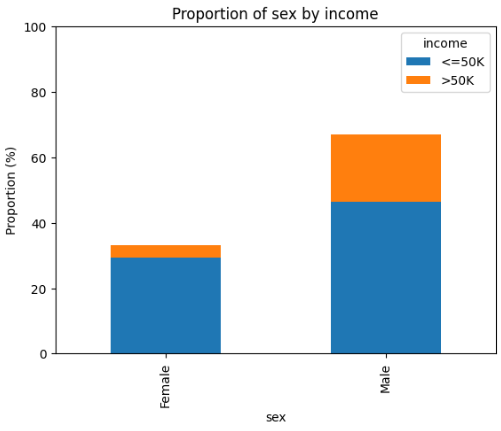 Proportion of sex by income
100
80
60
40
20
0
Proportion (%)
income
<=50K
>50K
Female
Male
sex